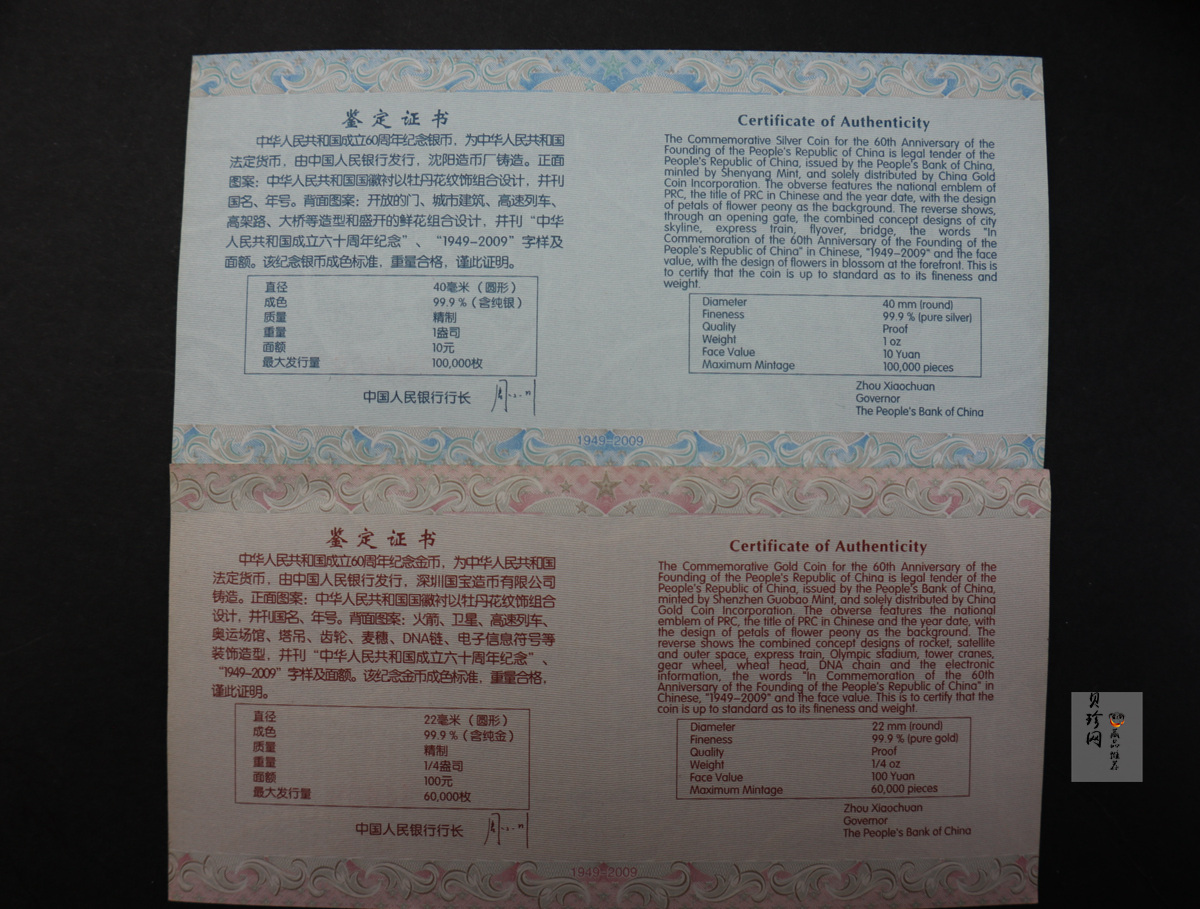 鉴定证书
中华人民共和国成立60周年纪念银币，为中华人民共和国
法定货币，由中国人民银行发行，沈阳造币厂铸造。正面
图案：中华人民共和国国徽衬以牡丹花纹饰组合设计，并刊
国名、年号。背面图案：开放的门、城市建筑、高速列车、
高架路、大桥等造型和盛开的鲜花组合设计，并刊“中华
人民共和国成立六十周年纪念”、“1949-2009”字样及
面额。该纪念银币成色标准，重量合格，谨此证明。
直径 40毫米（圆形）
成色 99.9％（含纯银）
质量 精制
重量 1盎司
面额 10元
最大发行量 100,000枚
中国人民银行行长
Certificate of Authenticity
The Commemorative Silver Coin for the 60th Anniversary of the
Founding of the People's Republic of China is legal tender of the
People's Republic of China, issued by the People's Bank of China,
minted by Shenyang Mint, and solely distributed by China Gold
Coin Incorporation. The obverse features the national emblem of
PRC, the title of PRC in Chinese and the year date, with the design
of petals of flower peony as the background. The reverse shows,
through an opening gate, the combined concept designs of city
skyline, express train, flyover, bridge, the words "In
Commemoration of the 60th Anniversary of the Founding of the
People's Republic of China" in Chinese, "1949-2009" and the face
value, with the design of flowers in blossom at the forefront. This is
to certify that the coin is up to standard as to its fineness and
weight.
Diameter 40 mm (round)
Fineness 99.9 % (pure silver)
Quality Proof
Weight 1 oz
Face Value 10 Yuan
Maximum Mintage 100,000 pieces
Zhou Xiaochuan
Governor
The People's Bank of China
1949-2009
鉴定证书
中华人民共和国成立60周年纪念金币，为中华人民共和国
法定货币，由中国人民银行发行，深圳国宝造币有限公司
铸造。正面图案：中华人民共和国国徽衬以牡丹花纹饰组合
设计，并刊国名、年号。背面图案：火箭、卫星、高速列车、
奥运场馆、塔吊、齿轮、麦穗、DNA链、电子信息符号等
装饰造型，并刊“中华人民共和国成立六十周年纪念”、
“1949-2009”字样及面额。该纪念金币成色标准，重量合格，
谨此证明。
直径 22毫米（圆形）
成色 99.9％（含纯金）
质量 精制
重量 1/4盎司
面额 100元
最大发行量 60,000枚
中国人民银行行长
Certificate of Authenticity
The Commemorative Gold Coin for the 60th Anniversary of the
Founding of the People's Republic of China is legal tender of the
People's Republic of China, issued by the People's Bank of China,
minted by Shenzhen Guobao Mint, and solely distributed by China
Gold Coin Incorporation. The obverse features the national
emblem of PRC, the title of PRC in Chinese and the year date, with
the design of petals of flower peony as the background. The
reverse shows the combined concept designs of rocket, satellite
and outer space, express train, Olympic stadium, tower cranes,
gear wheel, wheat head, DNA chain and the electronic
information, the words "In Commemoration of the 60th
Anniversary of the Founding of the People's Republic of China" in
Chinese, "1949-2009" and the face value. This is to certify that the
coin is up to standard as to its fineness and weight.
Diameter 22 mm (round)
Fineness 99.9 % (pure gold)
Quality Proof
Weight 1/4 oz
Face Value 100 Yuan
Maximum Mintage 60,000 pieces
Zhou Xiaochuan
Governor
The People's Bank of China
1949-2009
贝珍网
藏品推荐